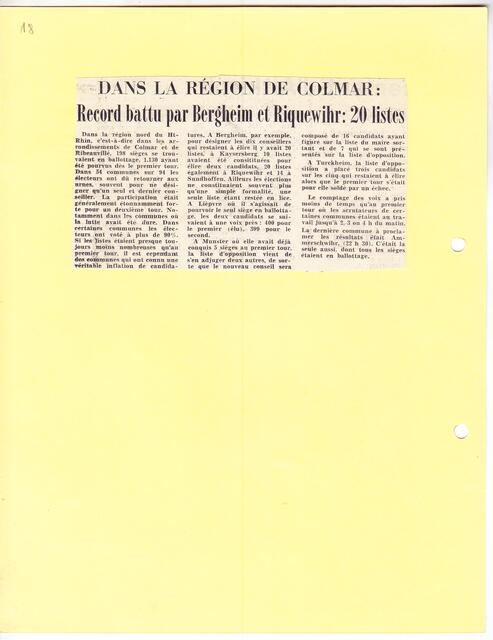 18
DANS LA RÉGION DE COLMAR :
Record battu par Bergheim et Riquewihr : 20 listes
Dans la région nord du Ht-
Rhin, c'est-à-dire dans les ar-
rondissements de Colmar et de
Ribeauvillé, 198 sièges se trou-
vaient en ballottage, 1.130 ayant
été pourvus dès le premier tour.
Dans 54 communes sur 94 les
électeurs ont dû retourner aux
urnes, souvent pour ne dési-
gner qu'un seul et dernier con-
seiller. La participation était
généralement étonnamment for-
te pour un deuxième tour. No-
tamment dans les communes où
la lutte avait été dure. Dans
certaines communes les élec-
teurs ont voté à plus de 90%.
Si les listes étaient presque tou-
jours moins nombreuses qu'au
premier tour, il est cependant
des communes qui ont connu une
véritable inflation de candida-
tures. A Bergheim, par exemple,
pour désigner les dix conseillers
qui restaient à élire il y avait 20
listes, à Kaysersberg 10 listes
avaient été constituées pour
élire deux candidats, 20 listes
également à Riquewihr et 14 à
Sundhoffen. Ailleurs les élections
ne constituaient souvent plus
qu'une simple formalité, une
seule liste étant restée en lice.
A Lièpvre où il s'agissait de
pourvoir le seul siège en ballotta-
ge, les deux candidats se sui-
vaient à une voix près : 400 pour
le premier (élu), 399 pour le
second.
A Munster où elle avait déjà
conquis 5 sièges au premier tour,
la liste d'opposition vient de
s'en adjuger deux autres, de sor-
te que le nouveau conseil sera
composé de 16 candidats ayant
figuré sur la liste du maire sor-
tant et de 7 qui se sont pré-
sentés sur la liste d'opposition.
A Turckheim, la liste d'oppo-
sition a placé trois candidats
sur les cinq qui restaient à élire
alors que le premier tour s'était
pour elle soldé par un échec.
Le comptage des voix a pris
moins de temps qu'au premier
tour où les scrutateurs de cer-
taines communes étaient au tra-
vail jusqu'à 2, 3 ou 4 h du matin.
La dernière commune à procla-
mer les résultats était Am-
merschwihr, (22 h 30). C'était la
seule aussi, dont tous les sièges
étaient en ballottage.